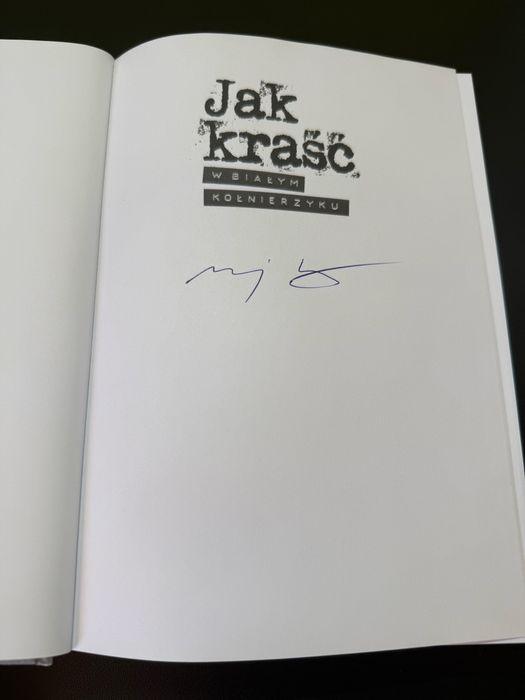 Jak
kraść
W BIAŁYM
KOŁNIERZYKU